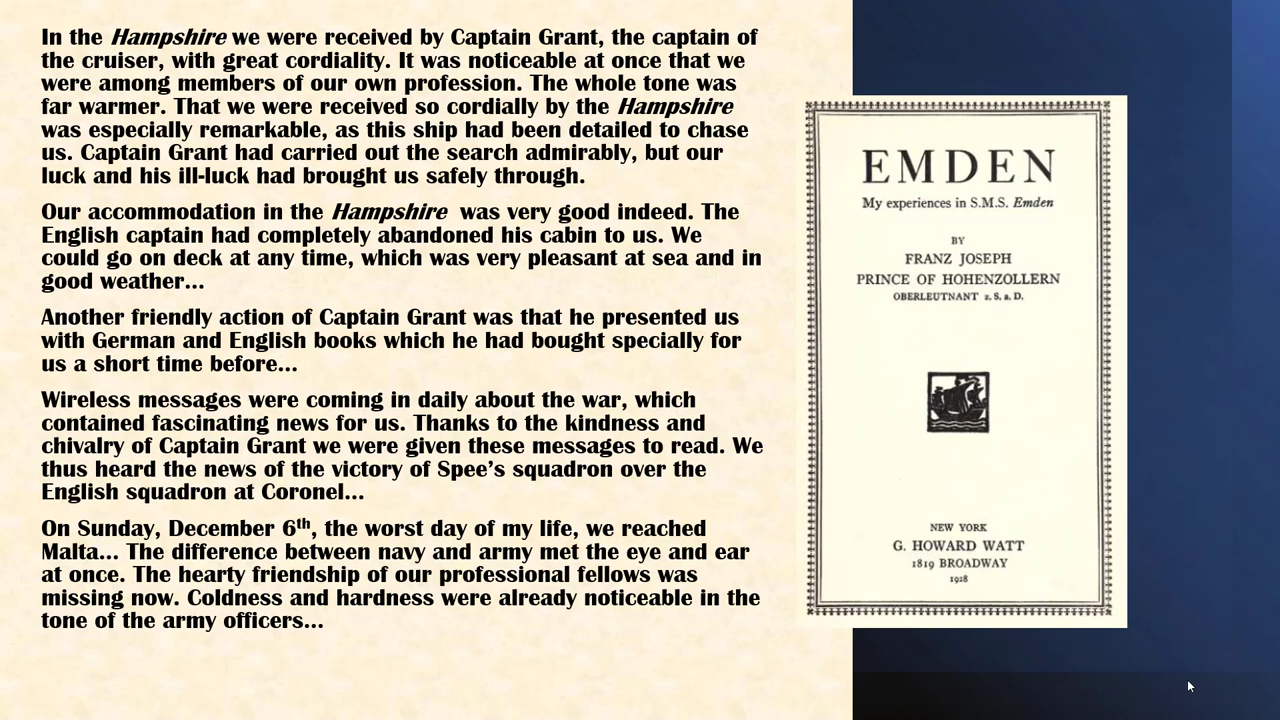 In the Hampshire we were received by Captain Grant, the captain of
the cruiser, with great cordiality. It was noticeable at once that we
were among members of our own profession. The whole tone was
far warmer. That we were received so cordially by the Hampshire
was especially remarkable, as this ship had been detailed to chase
us. Captain Grant had carried out the search admirably, but our
luck and his ill-luck had brought us safely through.
Our accommodation in the Hampshire was very good indeed. The
English captain had completely abandoned his cabin to us. We
could go on deck at any time, which was very pleasant at sea and in
good weather...
Another friendly action of Captain Grant was that he presented us
with German and English books which he had bought specially for
us a short time before...
Wireless messages were coming in daily about the war, which
contained fascinating news for us. Thanks to the kindness and
chivalry of Captain Grant we were given these messages to read. We
thus heard the news of the victory of Spee’s squadron over the
English squadron at Coronel...
On Sunday, December 6th, the worst day of my life, we reached
Malta... The difference between navy and army met the eye and ear
at once. The hearty friendship of our professional fellows was
missing now. Coldness and hardness were already noticeable in the
tone of the army officers...
EMDEN
My experiences in S.M.S. Emden
BY
FRANZ JOSEPH
PRINCE OF HOHENZOLLERN
OBERLEUTNANT z. S. a. D.
NEW YORK
G. HOWARD WATT
1819 BROADWAY
1928